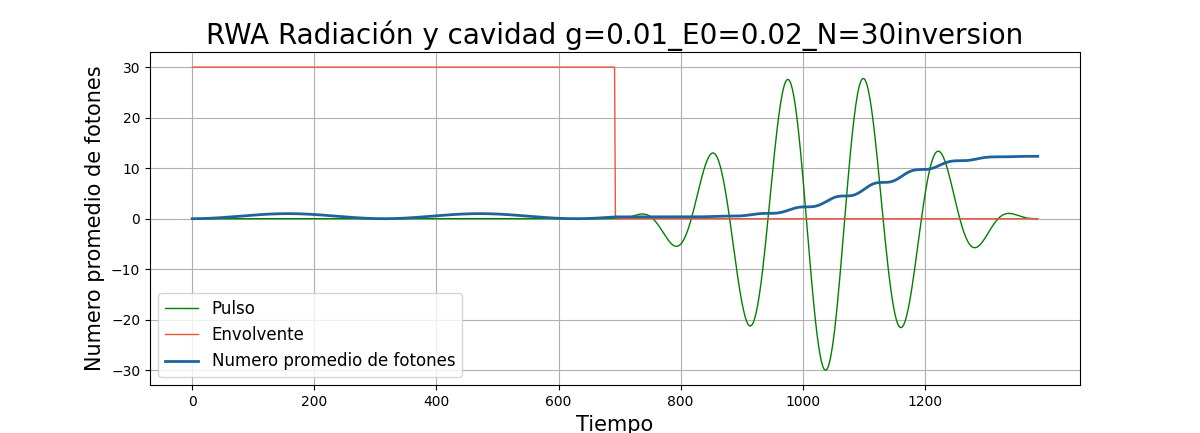 RWA Radiación y cavidad g=0.01_E0=0.02_N=30inversion
Numero promedio de fotones
30
20
10
0
−10
−20
−30
Pulso
Envolvente
Numero promedio de fotones
0
200
400
600
800
1000
1200
Tiempo